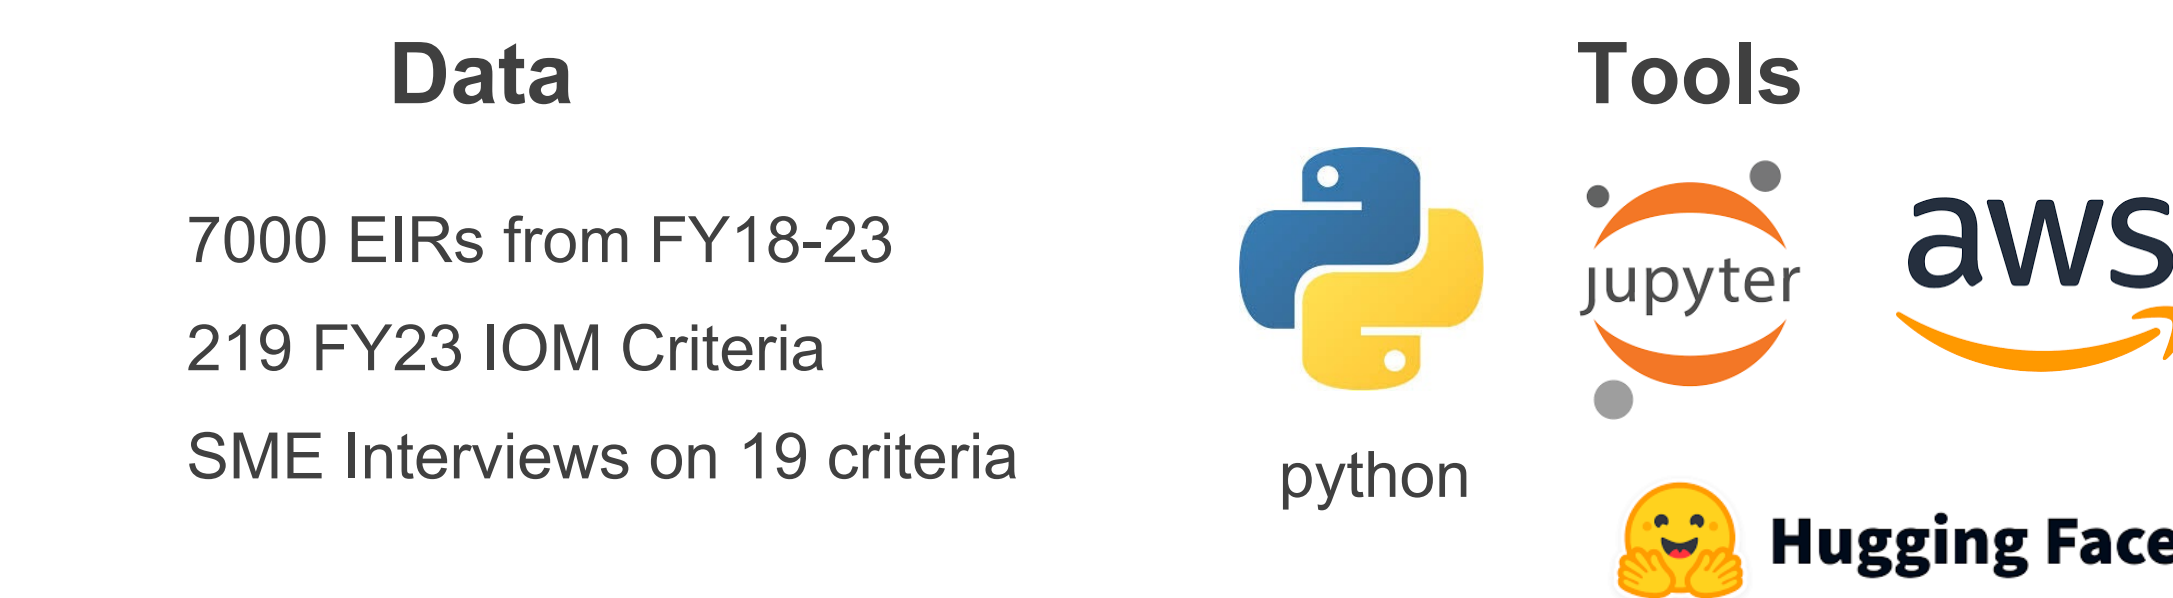 Data
7000 EIRs from FY18-23
219 FY23 IOM Criteria
SME Interviews on 19 criteria
Tools
python
jupyter
aws
Hugging Face